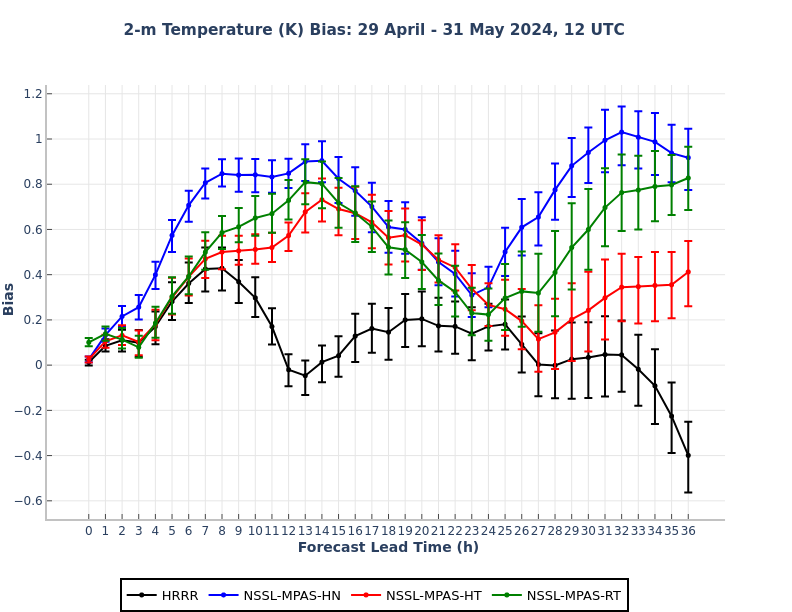 2-m Temperature (K) Bias: 29 April - 31 May 2024, 12 UTC
1.2
1
0.8
0.6
0.4
0.2
0
−0.2
−0.4
−0.6
Bias
0 1 2 3 4 5 6 7 8 9 10 11 12 13 14 15 16 17 18 19 20 21 22 23 24 25 26 27 28 29 30 31 32 33 34 35 36
Forecast Lead Time (h)
HRRR NSSL-MPAS-HN NSSL-MPAS-HT NSSL-MPAS-RT